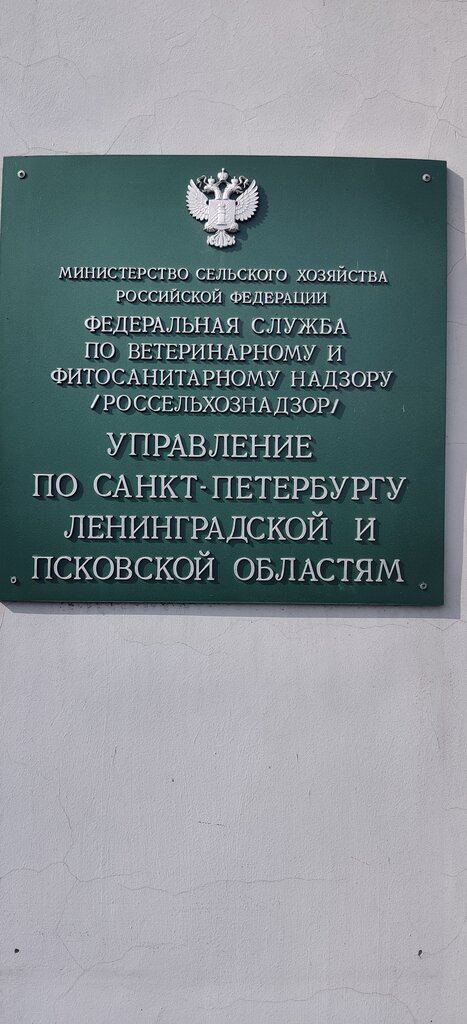 МИНИСТЕРСТВО СЕЛЬСКОГО ХОЗЯЙСТВА
РОССИЙСКОЙ ФЕДЕРАЦИИ
ФЕДЕРАЛЬНАЯ СЛУЖБА
ПО ВЕТЕРИНАРНОМУ И
ФИТОСАНИТАРНОМУ НАДЗОРУ
/РОССЕЛЬХОЗНАДЗОР/
УПРАВЛЕНИЕ
ПО САНКТ-ПЕТЕРБУРГУ
ЛЕНИНГРАДСКОЙ И
ПСКОВСКОЙ ОБЛАСТЯМ